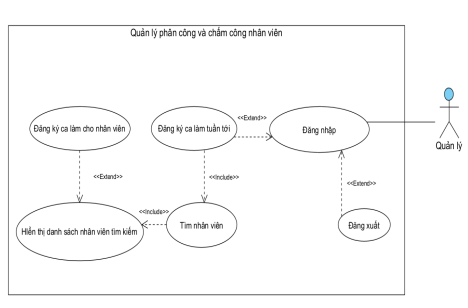 Quản lý phân công và chấm công nhân viên
Đăng ký ca làm cho nhân viên
Đăng ký ca làm tuần tới
<<Extand>>
Đăng nhập
Quản lý
<<Extand>>
<<Include>>
<<Extend>>
Hiển thị danh sách nhân viên tìm kiếm
<<Include>>
Tìm nhân viên
Đăng xuất